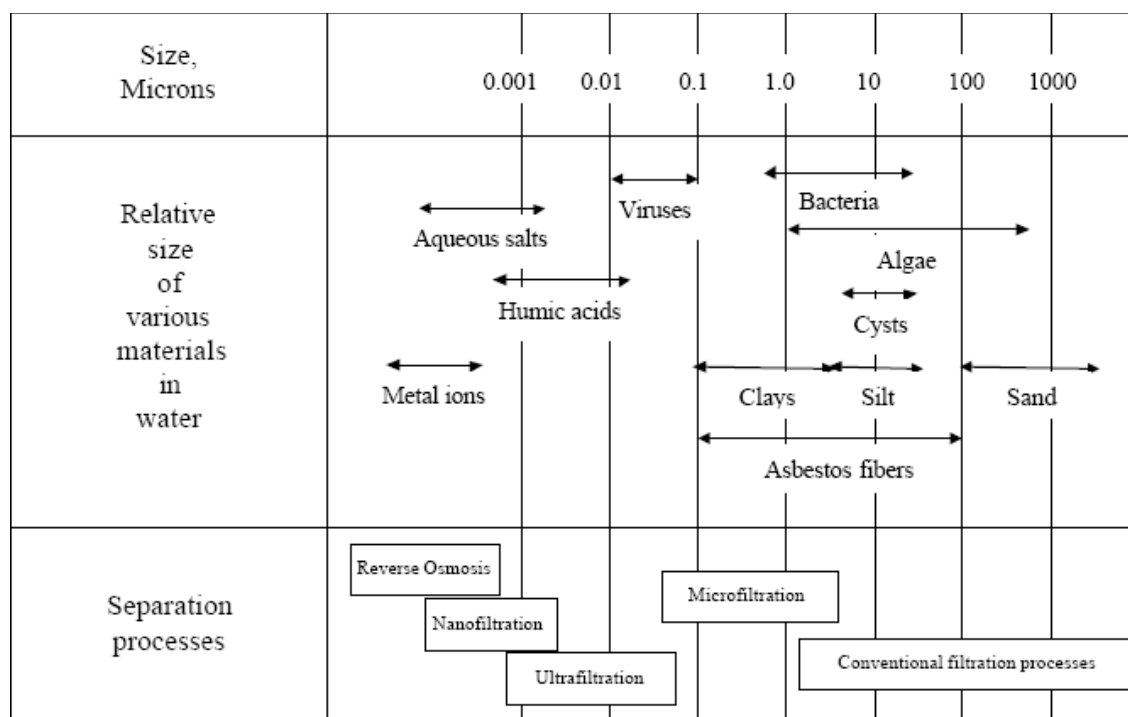 Size,
Microns
0.001 0.01 0.1 1.0 10 100 1000
Relative
size
of
various
materials
in
water
Viruses
Bacteria
Aqueous salts
Algae
Humic acids
Cysts
Metal ions
Clays
Silt
Sand
Asbestos fibers
Separation
processes
Reverse Osmosis
Nanofiltration
Ultrafiltration
Microfiltration
Conventional filtration processes